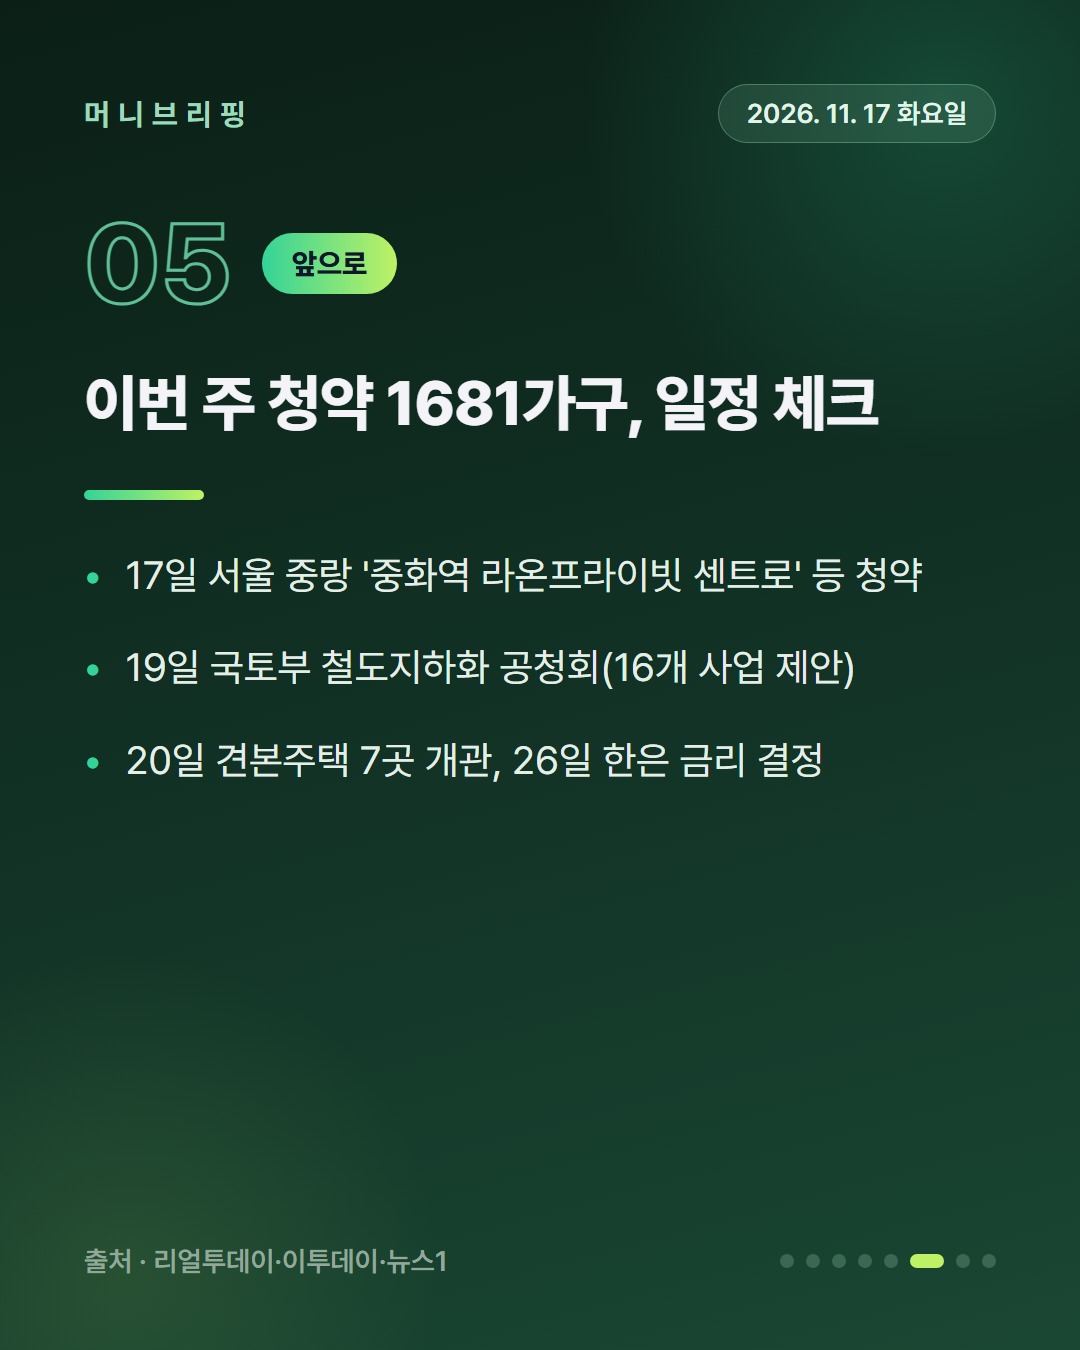 머니브리핑
2026. 11. 17 화요일
05
앞으로
이번 주 청약 1681가구, 일정 체크
• 17일 서울 중랑 '중화역 라온프라이빗 센트로' 등 청약
• 19일 국토부 철도지하화 공청회(16개 사업 제안)
• 20일 견본주택 7곳 개관, 26일 한은 금리 결정
출처 · 리얼투데이·이투데이·뉴스1